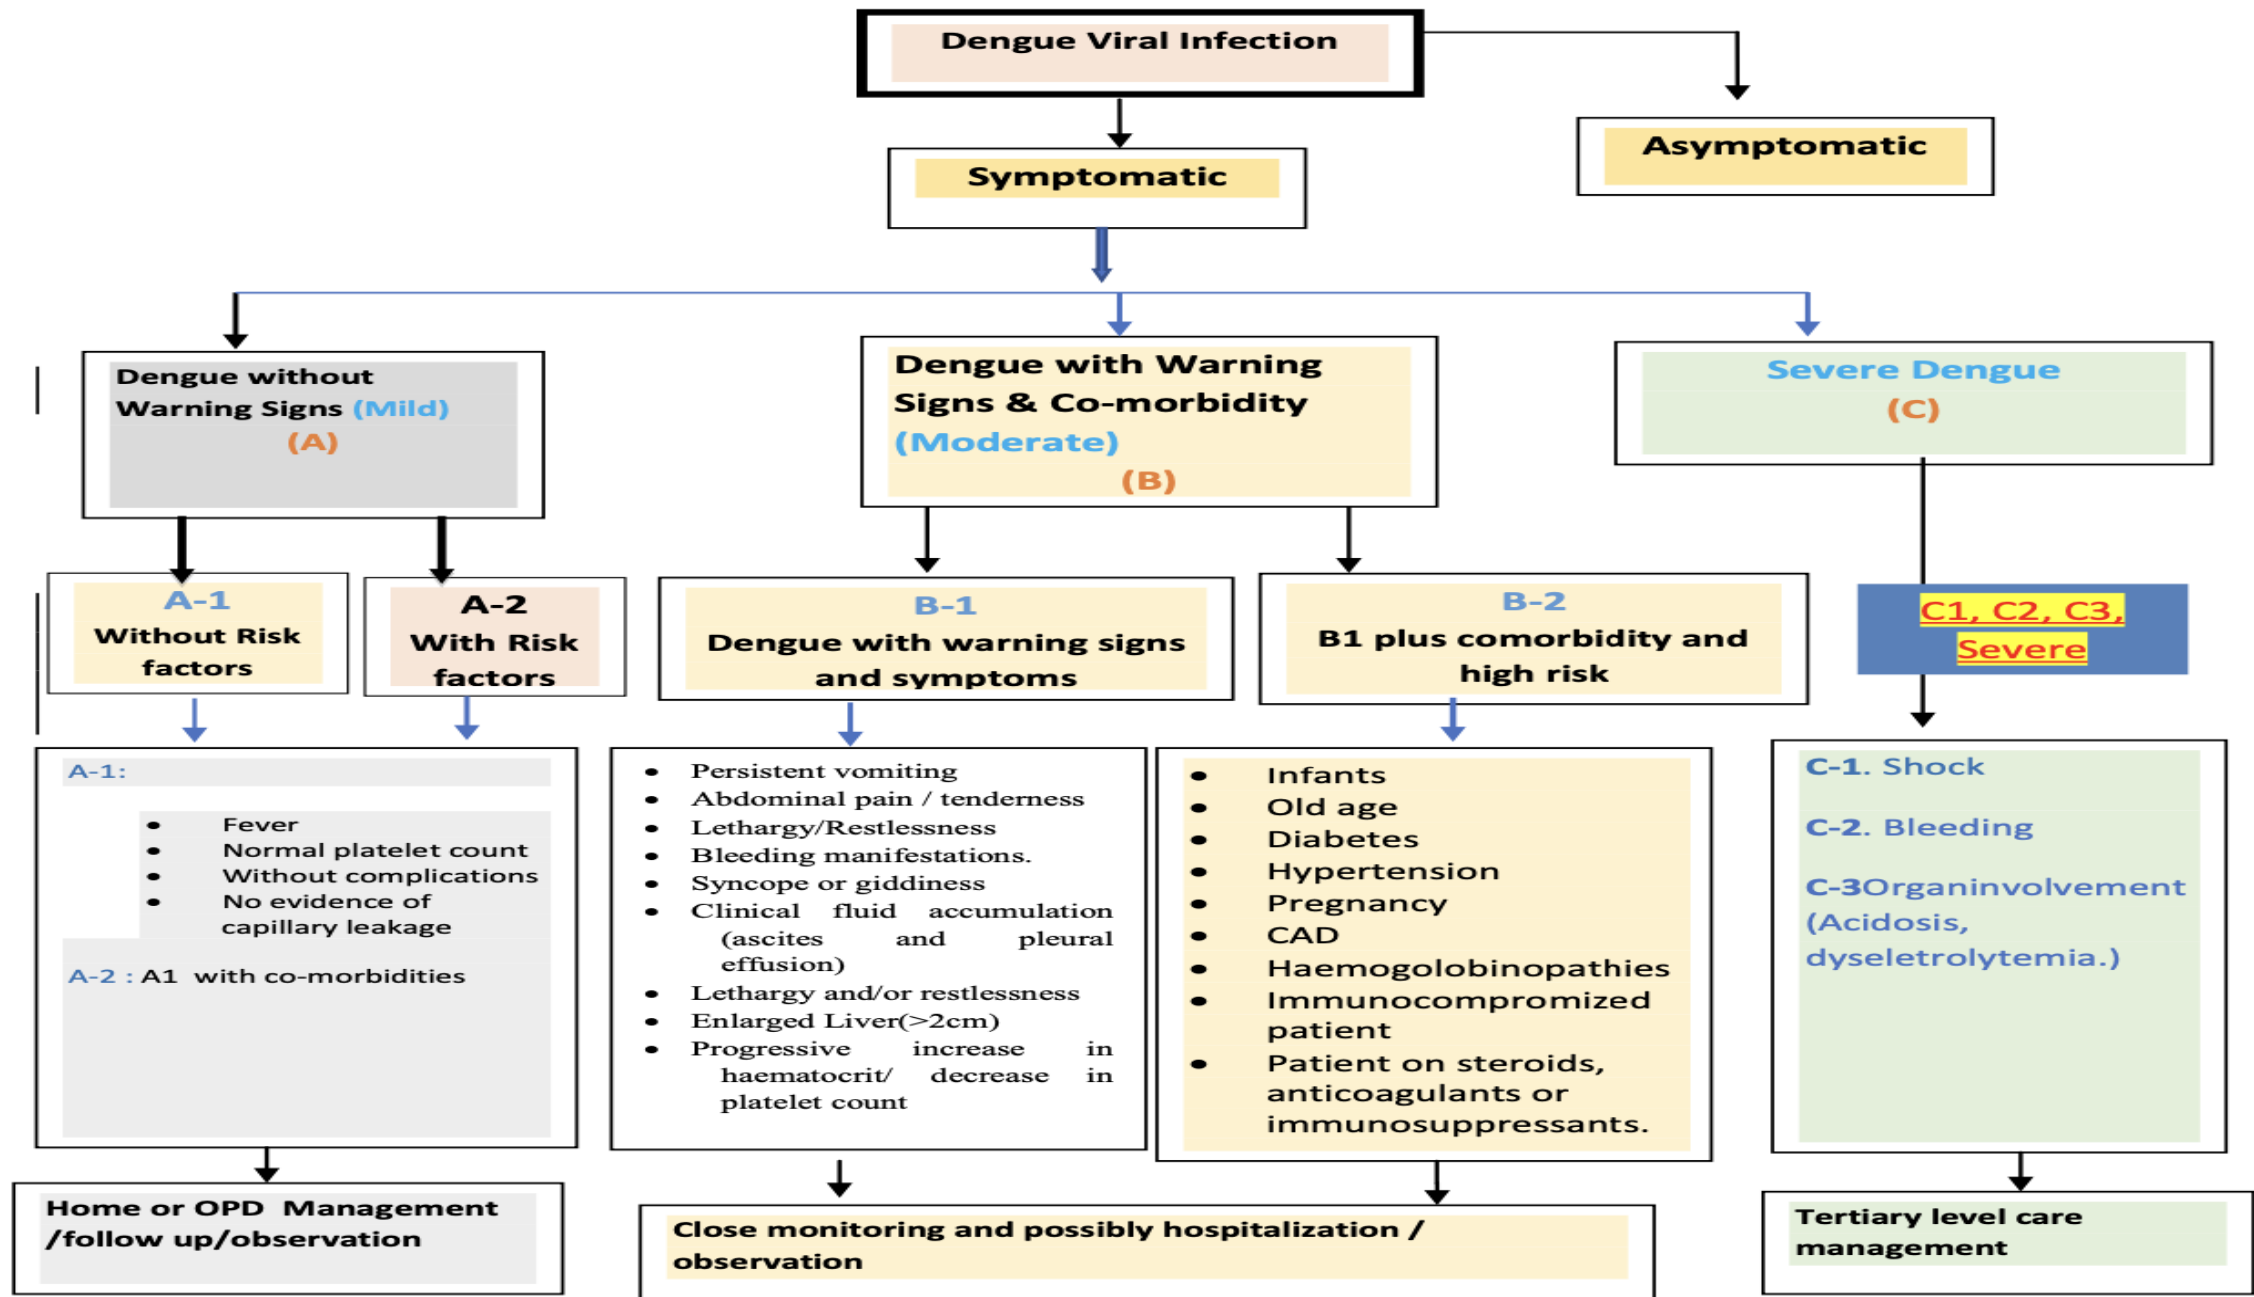 Dengue Viral Infection
Asymptomatic
Symptomatic
Dengue without
Warning Signs (Mild)
(A)
Dengue with Warning
Signs & Co-morbidity
(Moderate)
(B)
Severe Dengue
(C)
A-1
Without Risk
factors
A-2
With Risk
factors
B-1
Dengue with warning signs
and symptoms
B-2
B1 plus comorbidity and
high risk
C1, C2, C3,
Severe
A-1:
• Fever
• Normal platelet count
• Without complications
• No evidence of
capillary leakage
A-2 : A1 with co-morbidities
• Persistent vomiting
• Abdominal pain / tenderness
• Lethargy/Restlessness
• Bleeding manifestations.
• Syncope or giddiness
• Clinical fluid accumulation
(ascites and pleural
effusion)
• Lethargy and/or restlessness
• Enlarged Liver(>2cm)
• Progressive increase in
haematocrit/ decrease in
platelet count
• Infants
• Old age
• Diabetes
• Hypertension
• Pregnancy
• CAD
• Haemogolobinopathies
• Immunocompromized
patient
• Patient on steroids,
anticoagulants or
immunosuppressants.
C-1. Shock
C-2. Bleeding
C-3Organinvolvement
(Acidosis,
dyseletrolytemia.)
Home or OPD Management
/follow up/observation
Close monitoring and possibly hospitalization /
observation
Tertiary level care
management